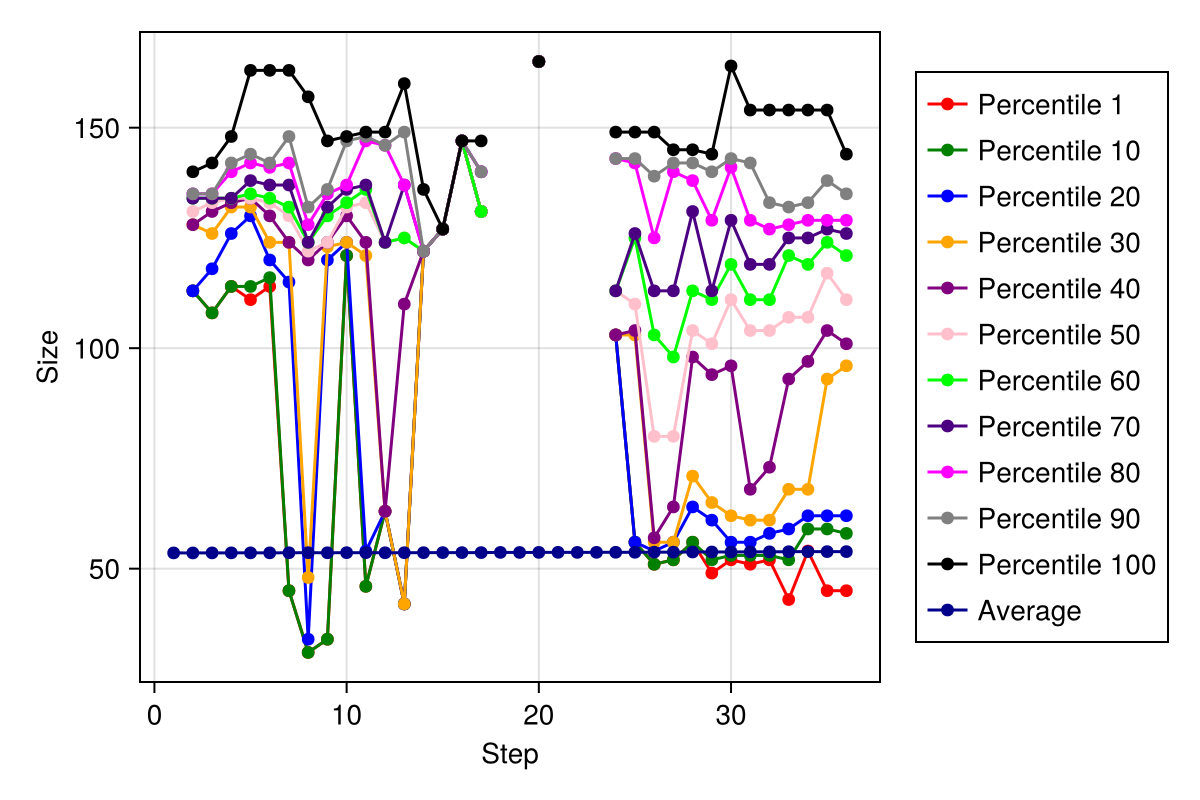 150
100
50
Size
0
10
20
30
Step
Percentile 1
Percentile 10
Percentile 20
Percentile 30
Percentile 40
Percentile 50
Percentile 60
Percentile 70
Percentile 80
Percentile 90
Percentile 100
Average